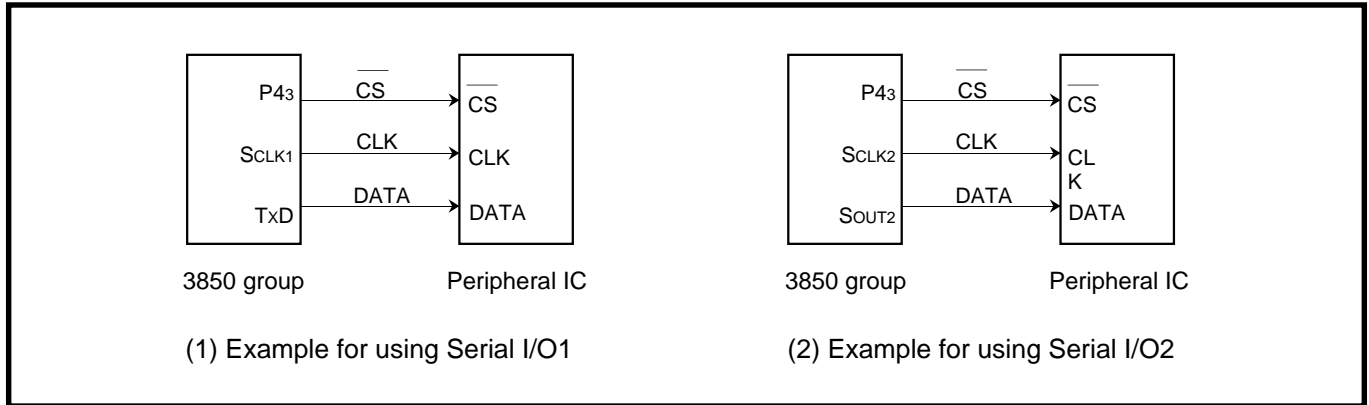 P43 CS CS
SCLK1 CLK CLK
TXD DATA DATA
3850 group Peripheral IC
(1) Example for using Serial I/O1
P43 CS CS
SCLK2 CLK CL
K
SOUT2 DATA DATA
3850 group Peripheral IC
(2) Example for using Serial I/O2